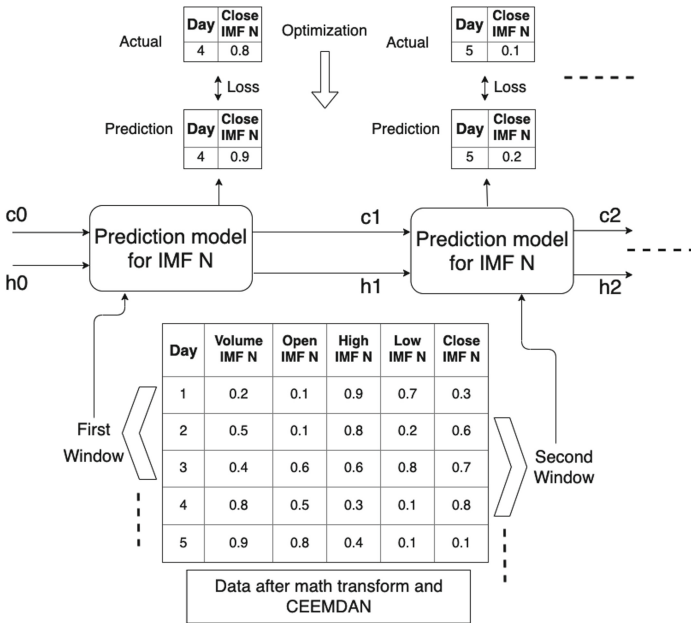 Day Close IMF N
4 0.8
Actual
Optimization
Actual
Day Close IMF N
5 0.1
Loss
Loss
Prediction
Day Close IMF N
4 0.9
Prediction
Day Close IMF N
5 0.2
c0
h0
Prediction model
for IMF N
c1
h1
Prediction model
for IMF N
c2
h2
Day Volume IMF N Open IMF N High IMF N Low IMF N Close IMF N
1 0.2 0.1 0.9 0.7 0.3
2 0.5 0.1 0.8 0.2 0.6
3 0.4 0.6 0.6 0.8 0.7
4 0.8 0.5 0.3 0.1 0.8
5 0.9 0.8 0.4 0.1 0.1
First
Window
Second
Window
Data after math transform and
CEEMDAN